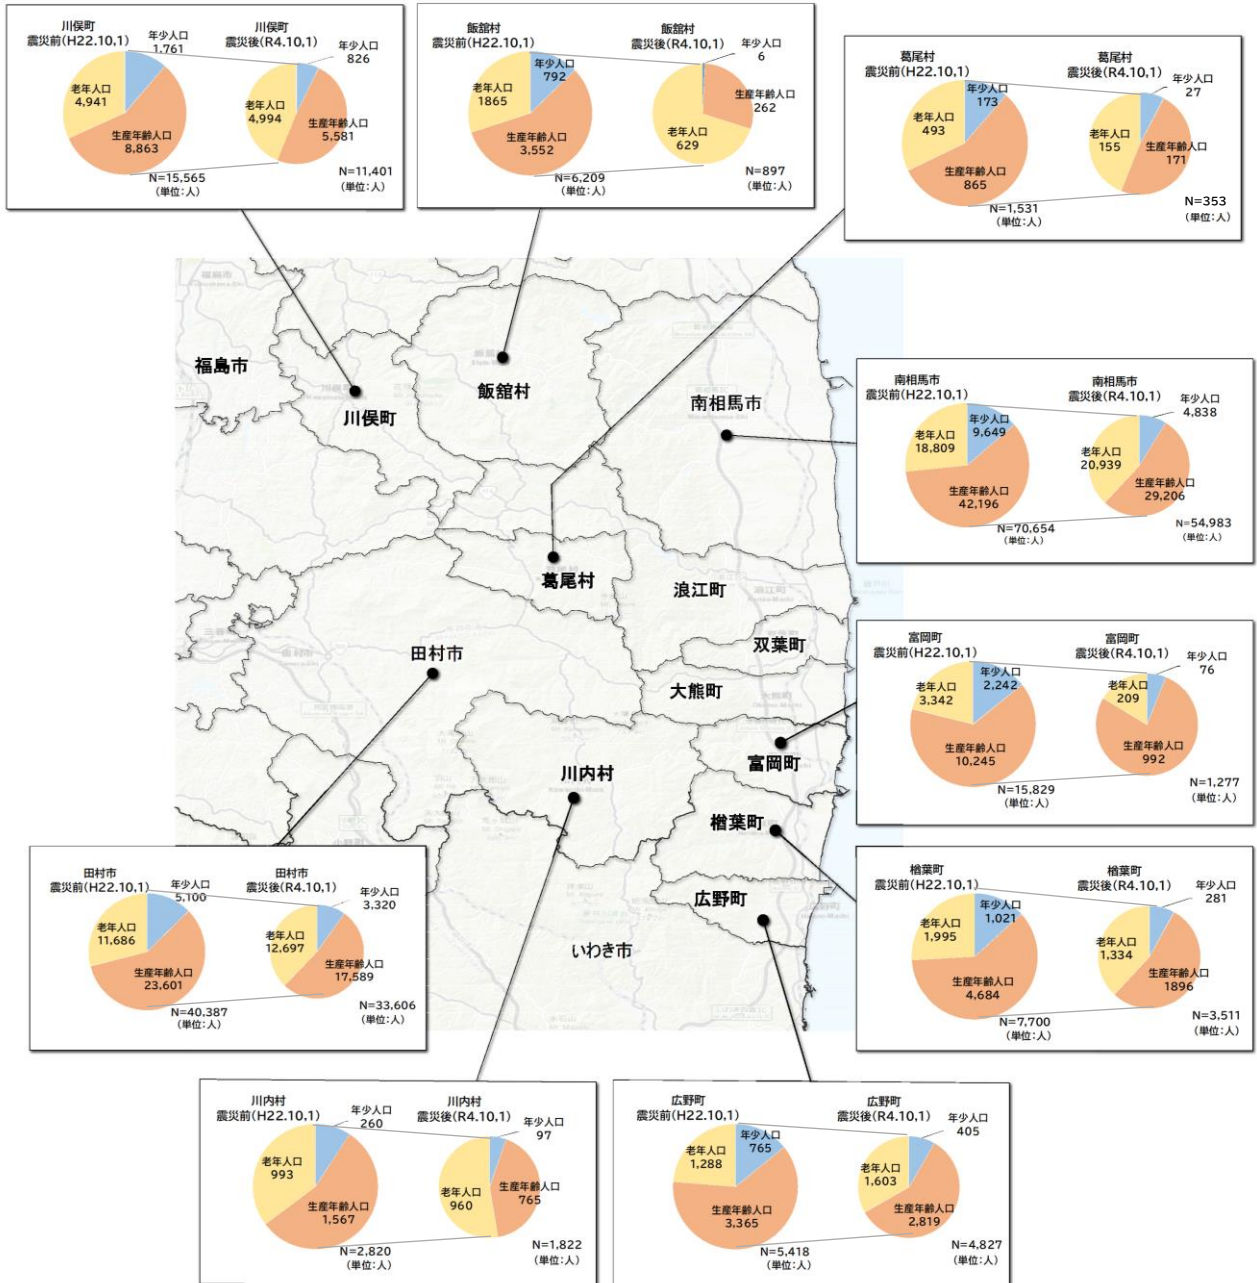 川俣町
震災前(H22.10,1)
年少人口
1,761
老年人口
4,941
生産年齢人口
8,863
N=15,565
(単位:人)
川俣町
震災後(R4.10,1)
年少人口
826
老年人口
4,994
生産年齢人口
5,581
N=11,401
(単位:人)
飯舘村
震災前(H22.10,1)
年少人口
792
老年人口
1865
生産年齢人口
3,552
N=6,209
(単位:人)
飯舘村
震災後(R4.10,1)
年少人口
6
生産年齢人口
262
老年人口
629
N=897
(単位:人)
葛尾村
震災前(H22.10,1)
年少人口
173
老年人口
493
生産年齢人口
865
N=1,531
(単位:人)
葛尾村
震災後(R4.10,1)
年少人口
27
老年人口
155
生産年齢人口
171
N=353
(単位:人)
福島市
川俣町
飯舘村
南相馬市
葛尾村
浪江町
双葉町
田村市
大熊町
川内村
富岡町
楢葉町
広野町
いわき市
南相馬市
震災前(H22.10,1)
年少人口
9,649
老年人口
18,809
生産年齢人口
42,196
N=70,654
(単位:人)
南相馬市
震災後(R4.10,1)
年少人口
4,838
老年人口
20,939
生産年齢人口
29,206
N=54,983
(単位:人)
富岡町
震災前(H22.10,1)
年少人口
2,242
老年人口
3,342
生産年齢人口
10,245
N=15,829
(単位:人)
富岡町
震災後(R4.10,1)
年少人口
76
老年人口
209
生産年齢人口
992
N=1,277
(単位:人)
田村市
震災前(H22.10,1)
年少人口
5,100
老年人口
11,686
生産年齢人口
23,601
N=40,387
(単位:人)
田村市
震災後(R4.10,1)
年少人口
3,320
老年人口
12,697
生産年齢人口
17,589
N=33,606
(単位:人)
楢葉町
震災前(H22.10,1)
年少人口
1,021
老年人口
1,995
生産年齢人口
4,684
N=7,700
(単位:人)
楢葉町
震災後(R4.10,1)
年少人口
281
老年人口
1,334
生産年齢人口
1896
N=3,511
(単位:人)
川内村
震災前(H22.10,1)
年少人口
260
老年人口
993
生産年齢人口
1,567
N=2,820
(単位:人)
川内村
震災後(R4.10,1)
年少人口
97
生産年齢人口
765
老年人口
960
N=1,822
(単位:人)
広野町
震災前(H22.10,1)
年少人口
765
老年人口
1,288
生産年齢人口
3,365
N=5,418
(単位:人)
広野町
震災後(R4.10,1)
年少人口
405
老年人口
1,603
生産年齢人口
2,819
N=4,827
(単位:人)